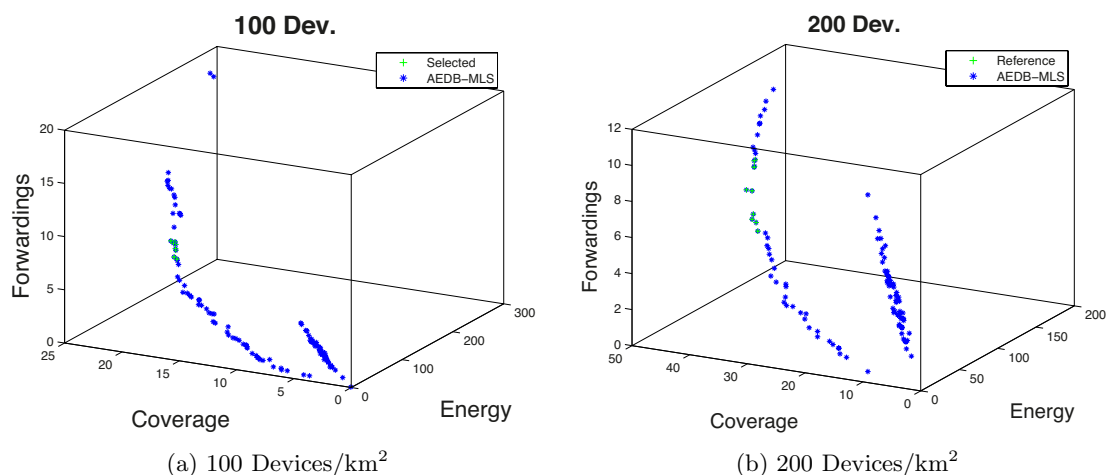 100 Dev.
Selected
AEDB−MLS
20
15
10
5
0
Forwardings
25
20
15
10
5
0
Coverage
0
100
200
300
Energy
(a) 100 Devices/km²
200 Dev.
Reference
AEDB−MLS
12
10
8
6
4
2
0
Forwardings
50
40
30
20
10
0
Coverage
0
50
100
150
200
Energy
(b) 200 Devices/km²